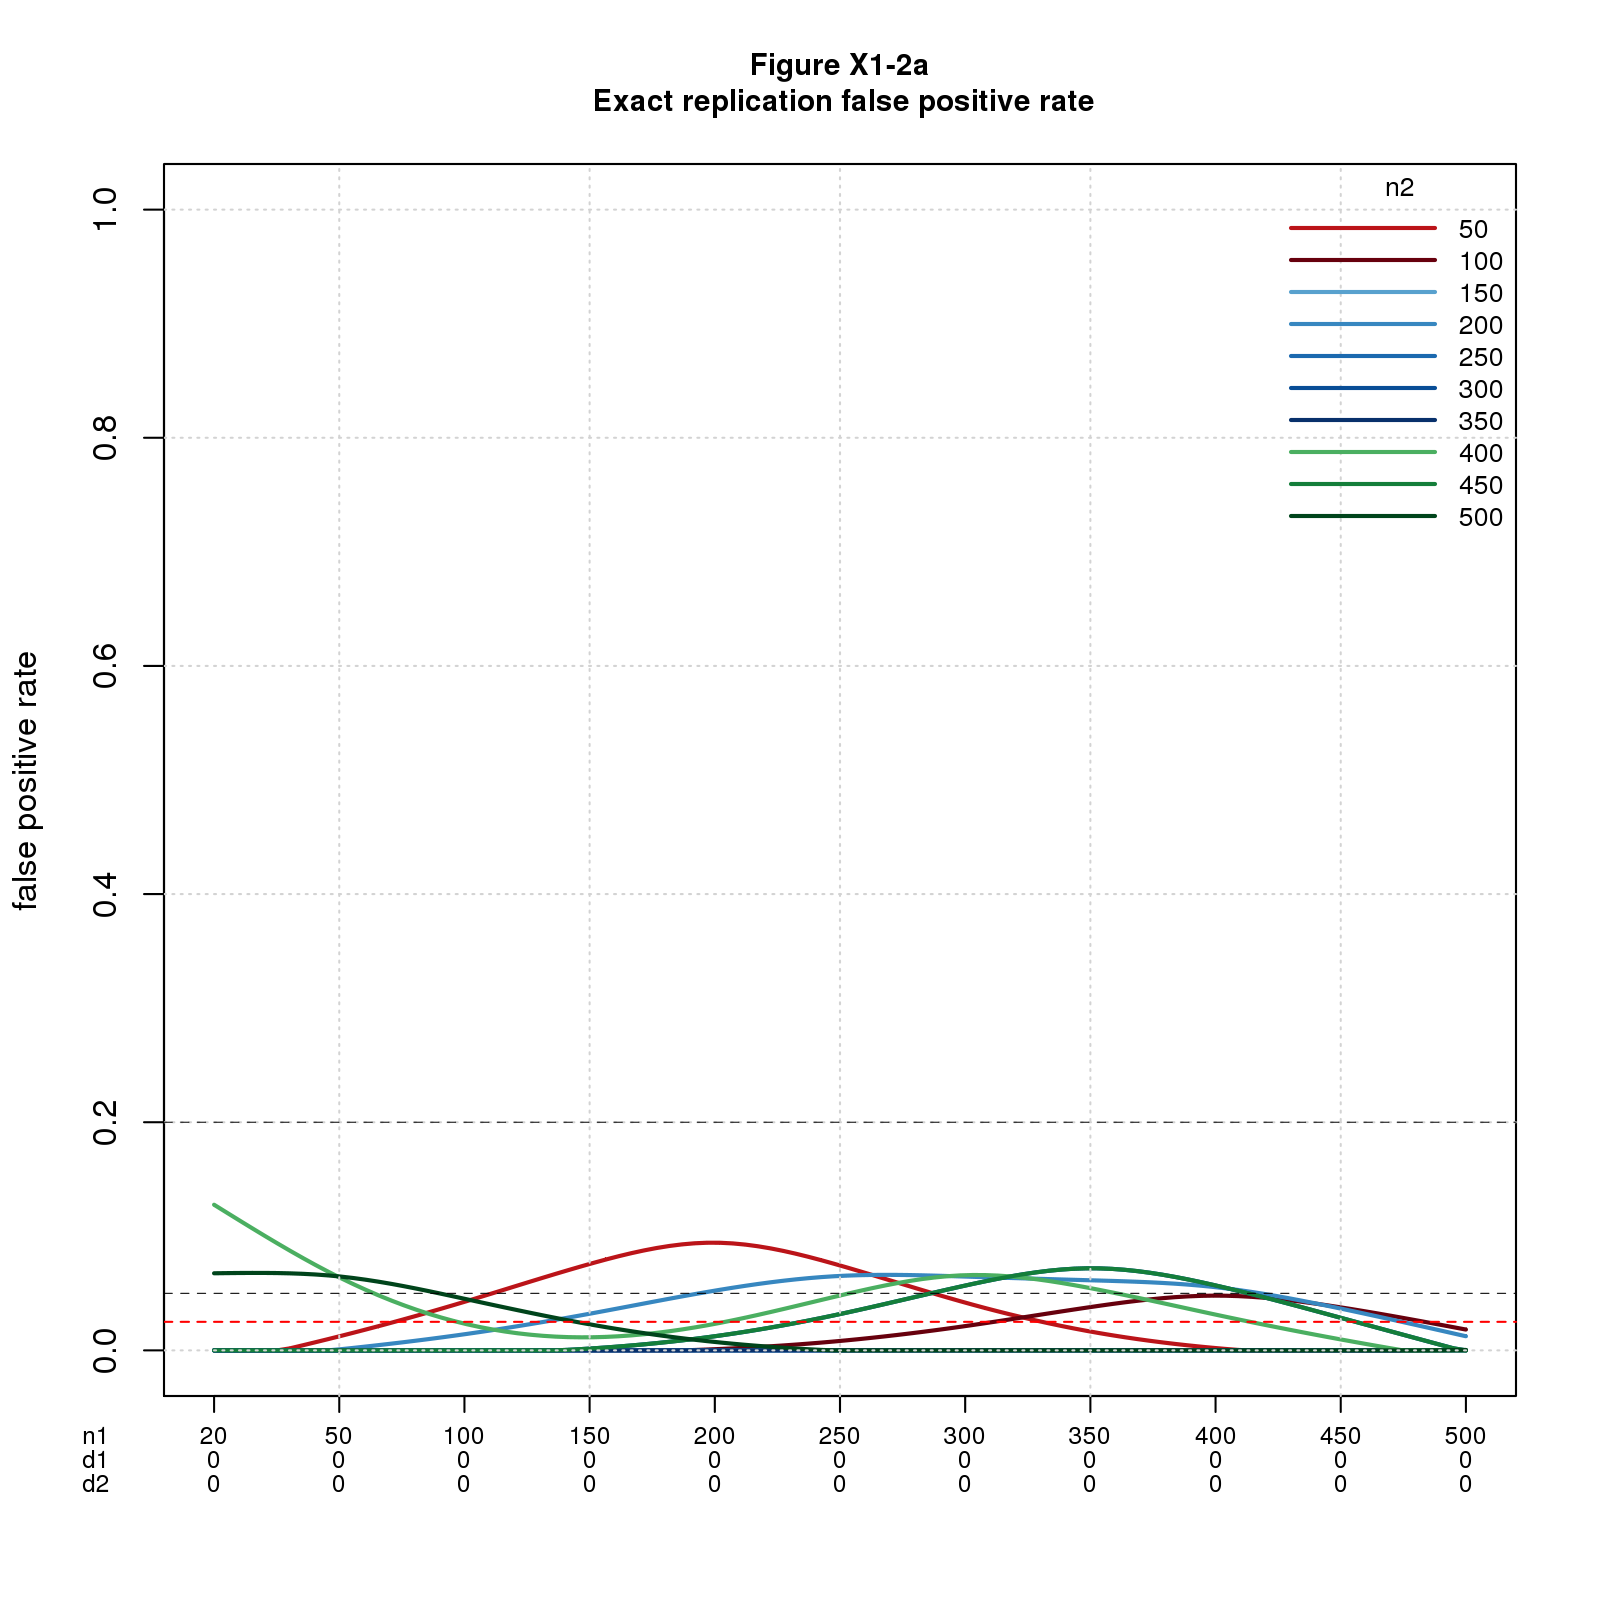 Figure X1-2a
Exact replication false positive rate
n2
50
100
150
200
250
300
350
400
450
500
false positive rate
1.0
0.8
0.6
0.4
0.2
0.0
n1 20 50 100 150 200 250 300 350 400 450 500
d1 0 0 0 0 0 0 0 0 0 0 0
d2 0 0 0 0 0 0 0 0 0 0 0